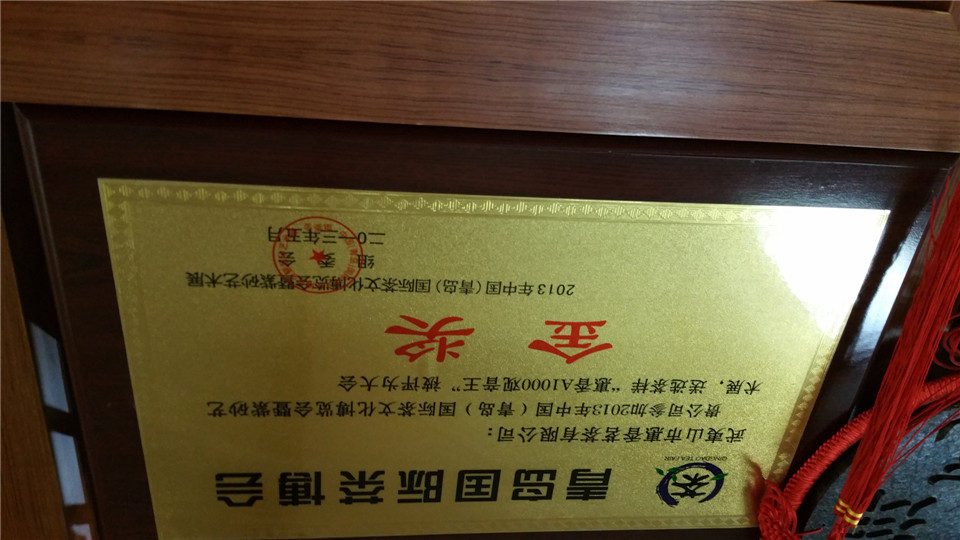 青岛国际茶博会
QINGDAO TEA FAIR
武夷山市惠香茗茶有限公司：
贵公司参加2013年中国（青岛）国际茶文化博览会暨紫砂艺
术展，送选茶样“惠香A1000观音王”被评为大会
金奖
2013年中国(青岛)国际茶文化博览会暨紫砂艺术展
组委会
二〇一三年五月